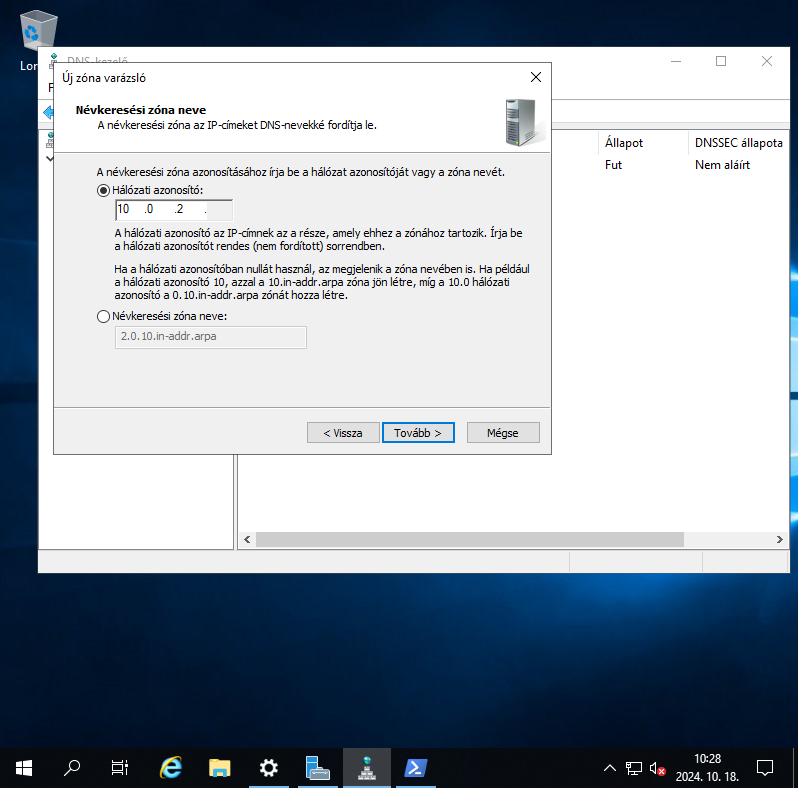 DNS-kezelő
Új zóna varázsló
Névkeresési zóna neve
A névkeresési zóna az IP-címeket DNS-nevekké fordítja le.
Állapot
DNSSEC állapota
Fut
Nem aláírt
A névkeresési zóna azonosításához írja be a hálózat azonosítóját vagy a zóna nevét.
Hálózati azonosító:
10 .0 .2 .
A hálózati azonosító az IP-címnek az a része, amely ehhez a zónához tartozik. Írja be
a hálózati azonosítót rendes (nem fordított) sorrendben.
Ha a hálózati azonosítóban nullát használ, az megjelenik a zóna nevében is. Ha például
a hálózati azonosító 10, azzal a 10.in-addr.arpa zóna jön létre, míg a 10.0 hálózati
azonosító a 0.10.in-addr.arpa zónát hozza létre.
Névkeresési zóna neve:
2.0.10.in-addr.arpa
< Vissza
Tovább >
Mégse
10:28
2024. 10. 18.